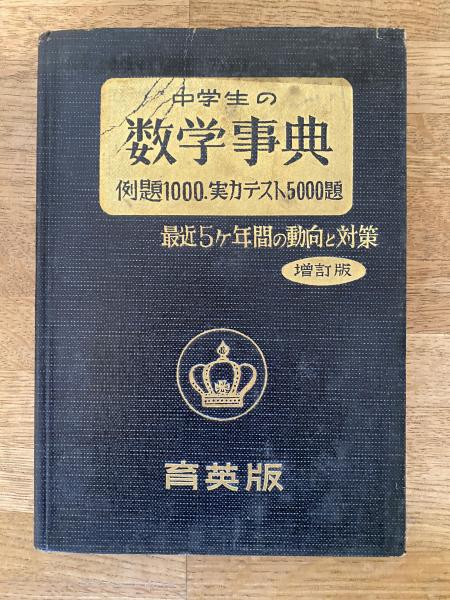 中学生の
数学事典
例題1000.実力テスト5000題
最近5ヶ年間の動向と対策
増訂版
育英版